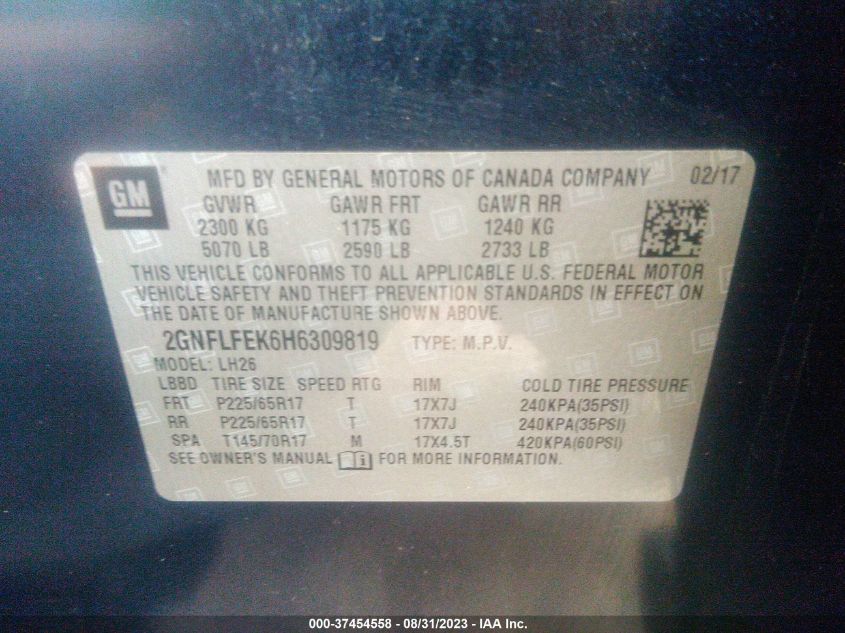 GM MFD BY GENERAL MOTORS OF CANADA COMPANY 02/17
GVWR GAWR FRT GAWR RR
2300 KG 1175 KG 1240 KG
5070 LB 2590 LB 2733 LB
THIS VEHICLE CONFORMS TO ALL APPLICABLE U.S. FEDERAL MOTOR
VEHICLE SAFETY AND THEFT PREVENTION STANDARDS IN EFFECT ON
THE DATE OF MANUFACTURE SHOWN ABOVE.
2GNFLFEK6H6309819 TYPE: M.P.V.
MODEL: LH26
LBBD TIRE SIZE SPEED RTG RIM COLD TIRE PRESSURE
FRT P225/65R17 T 17X7J 240KPA(35PSI)
RR P225/65R17 T 17X7J 240KPA(35PSI)
SPA T145/70R17 M 17X4.5T 420KPA(60PSI)
SEE OWNER'S MANUAL FOR MORE INFORMATION.
000-37454558 - 08/31/2023 - IAA Inc.